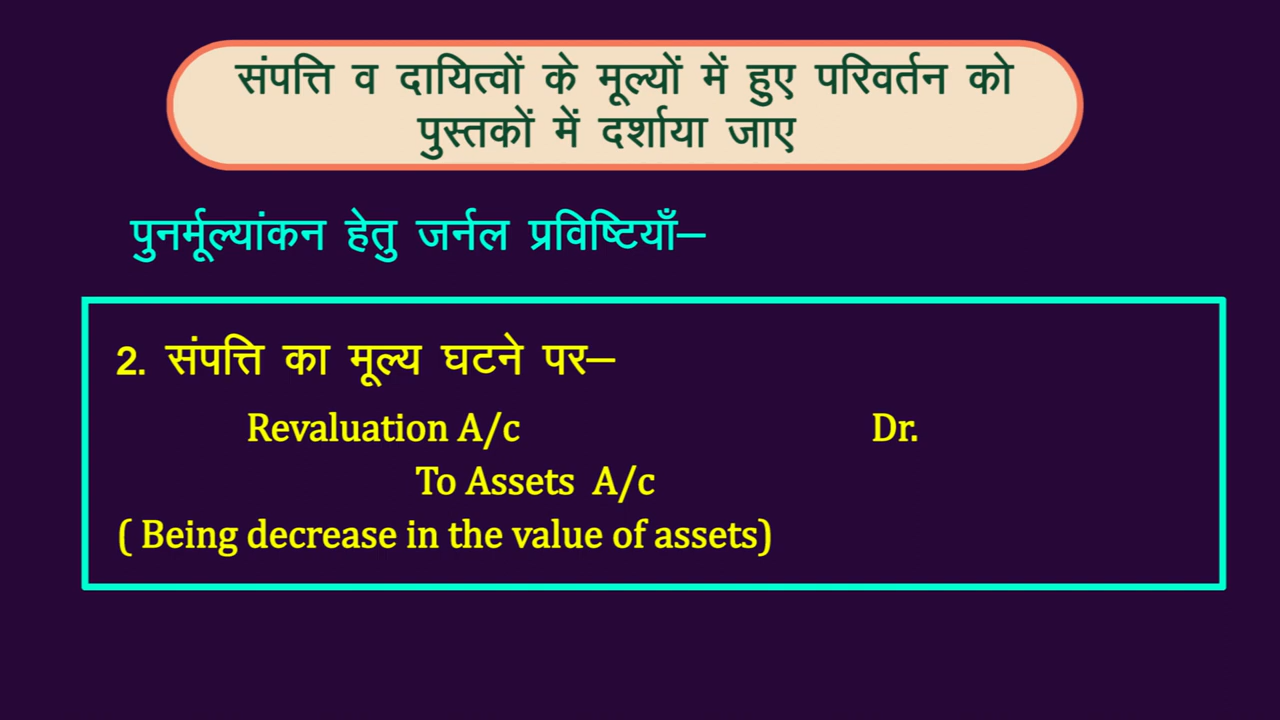 संपत्ति व दायित्वों के मूल्यों में हुए परिवर्तन को
पुस्तकों में दर्शाया जाए
पुनर्मूल्यांकन हेतु जर्नल प्रविष्टियाँ–
2. संपत्ति का मूल्य घटने पर–
Revaluation A/c Dr.
To Assets A/c
( Being decrease in the value of assets)